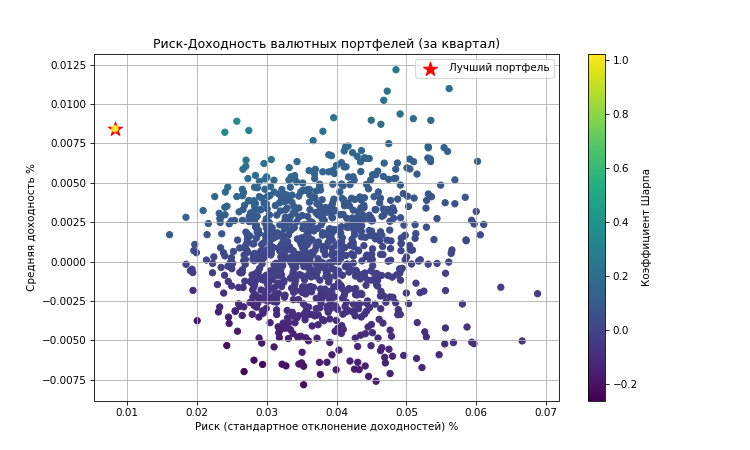 Риск-Доходность валютных портфелей (за квартал)
Лучший портфель
Средняя доходность %
0.0125
0.0100
0.0075
0.0050
0.0025
0.0000
−0.0025
−0.0050
−0.0075
0.01 0.02 0.03 0.04 0.05 0.06 0.07
Риск (стандартное отклонение доходностей) %
1.0
0.8
0.6
0.4
0.2
0.0
−0.2
Коэффициент Шарпа